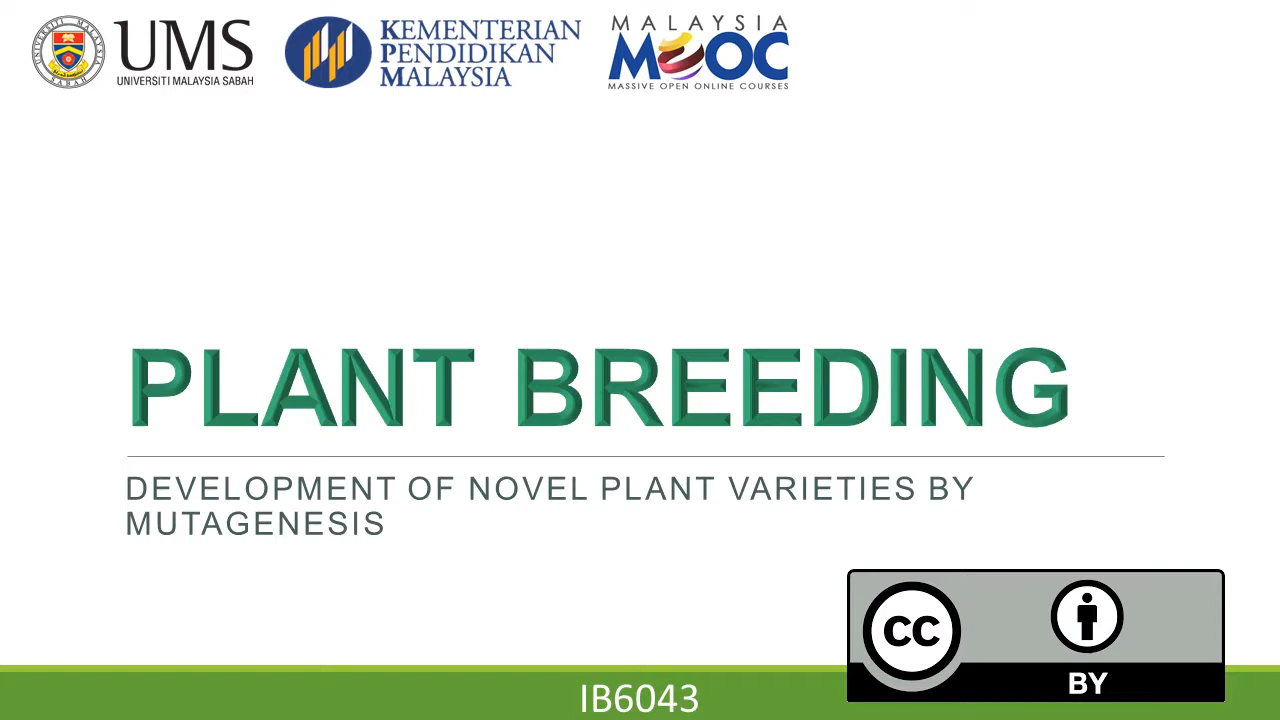 UMS
UNIVERSITI MALAYSIA SABAH
KEMENTERIAN
PENDIDIKAN
MALAYSIA
MALAYSIA
MOOC
MASSIVE OPEN ONLINE COURSES
PLANT BREEDING
DEVELOPMENT OF NOVEL PLANT VARIETIES BY
MUTAGENESIS
CC
BY
IB6043